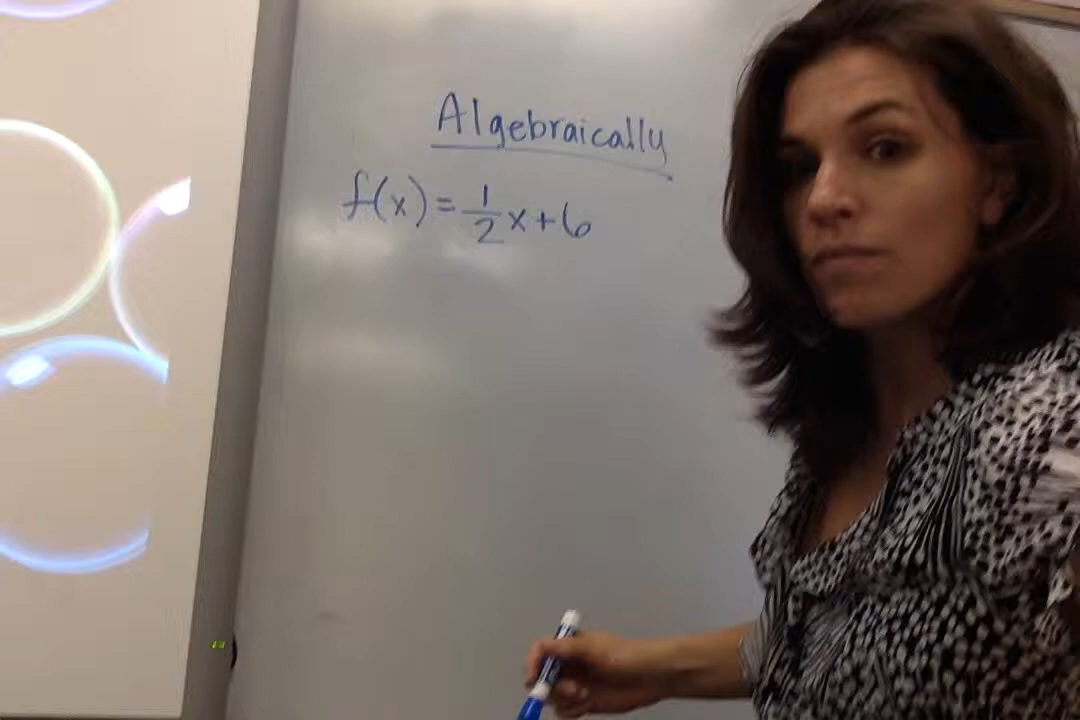 Algebraically
f(x) = 1/2 x + 6